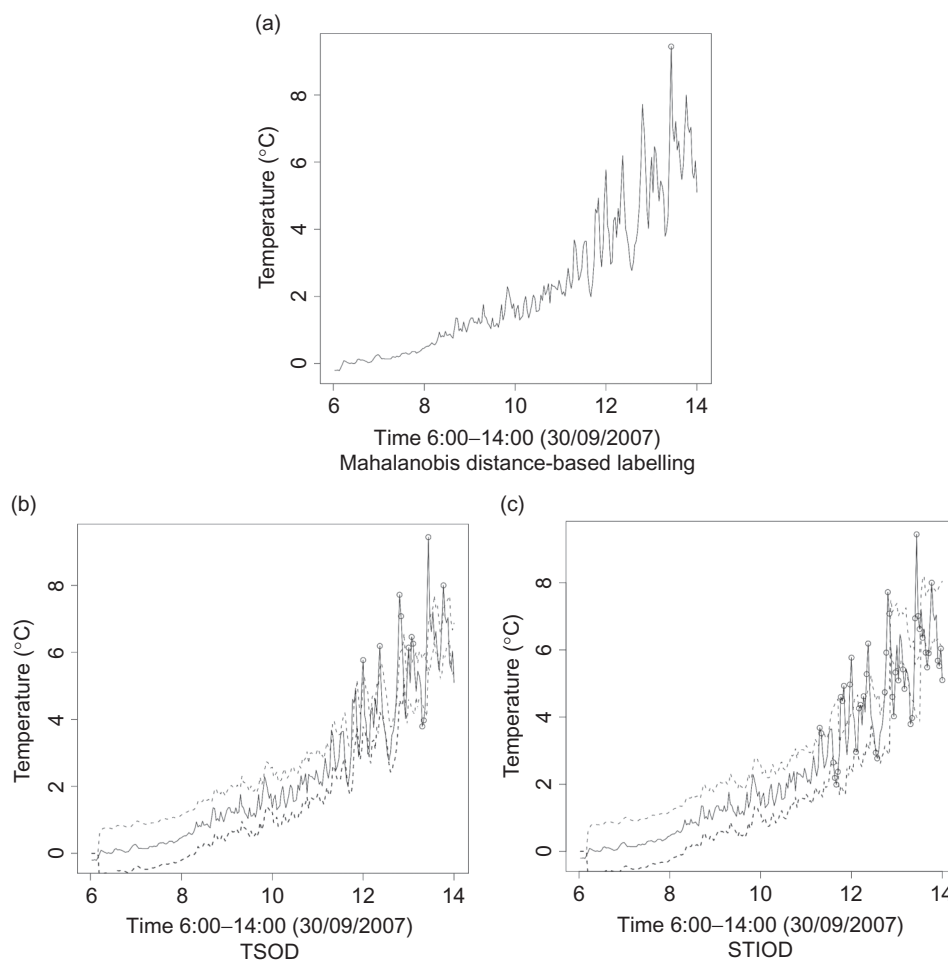 (a)
Temperature (°C)
8
6
4
2
0
6 8 10 12 14
Time 6:00–14:00 (30/09/2007)
Mahalanobis distance-based labelling
(b)
Temperature (°C)
8
6
4
2
0
6 8 10 12 14
Time 6:00–14:00 (30/09/2007)
TSOD
(c)
Temperature (°C)
8
6
4
2
0
6 8 10 12 14
Time 6:00–14:00 (30/09/2007)
STIOD